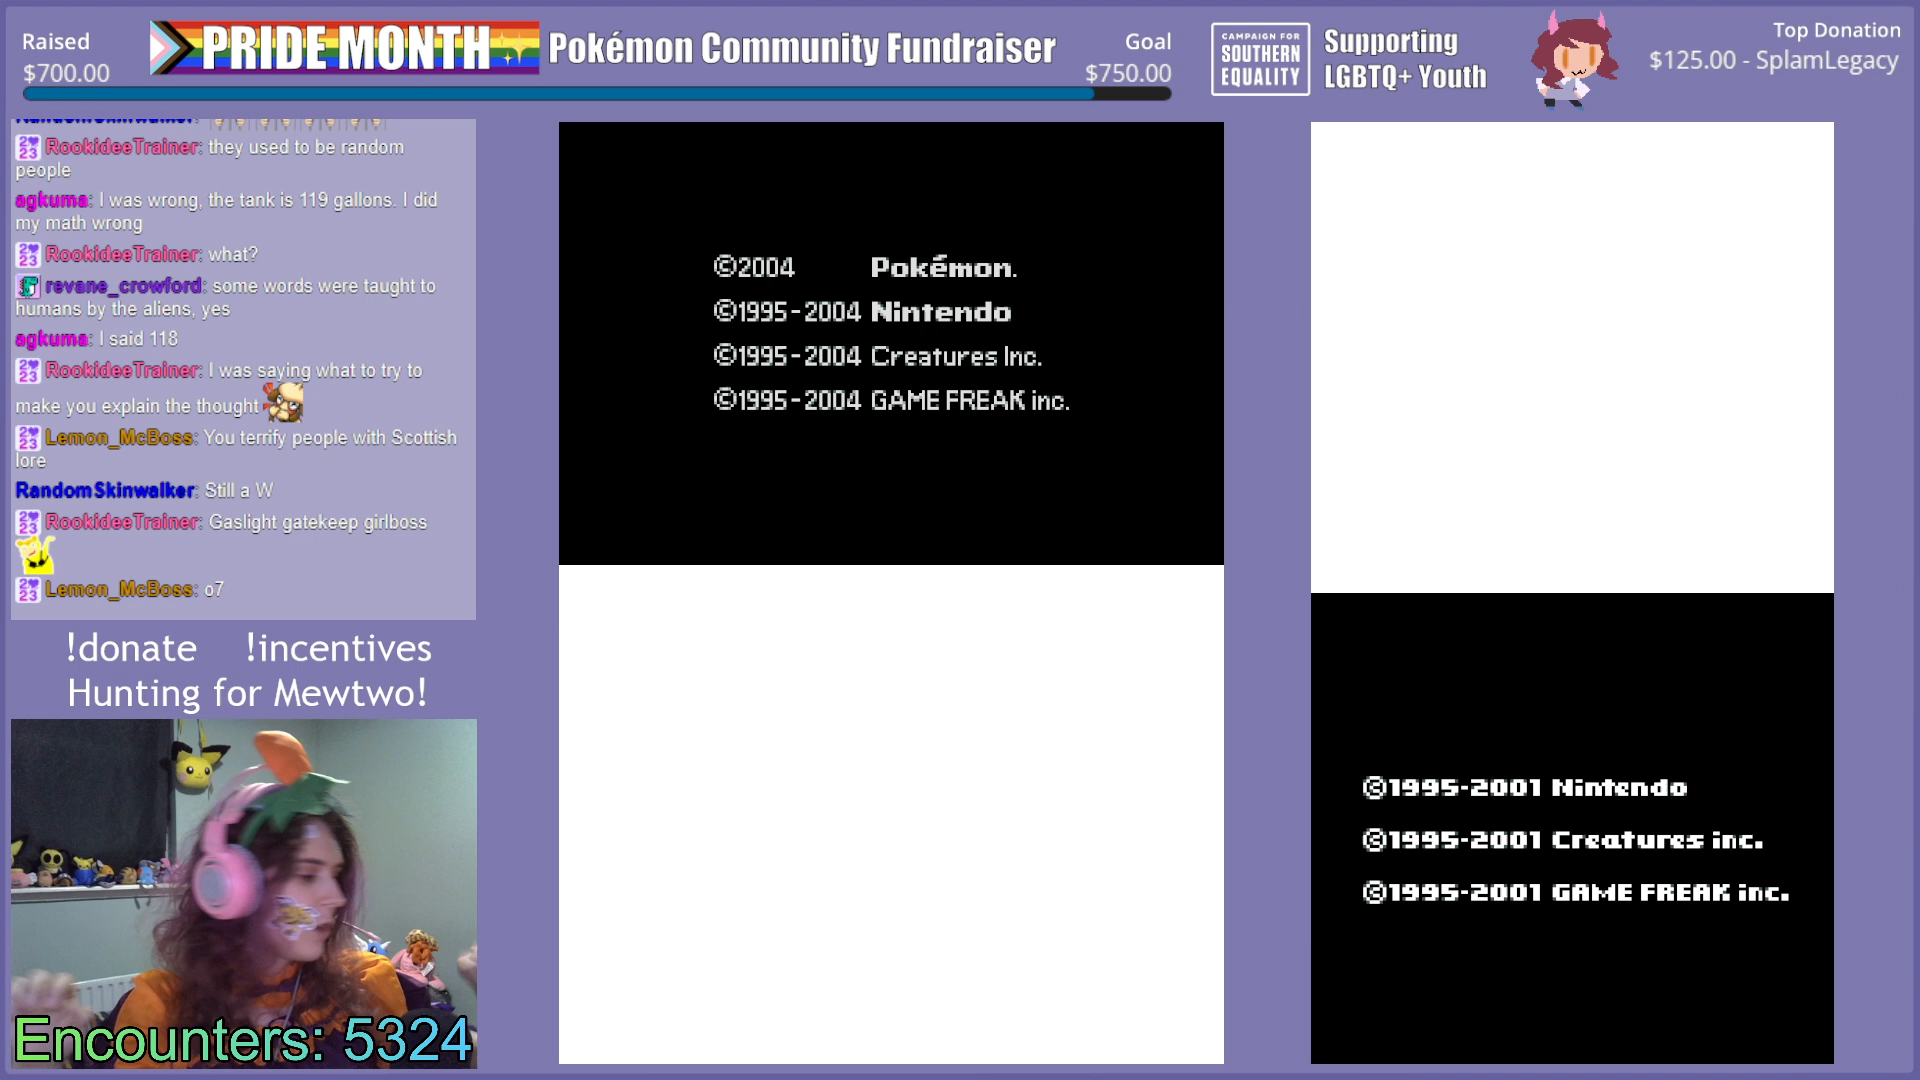 Raised
$700.00
PRIDE MONTH Pokémon Community Fundraiser
Goal
$750.00
CAMPAIGN FOR
SOUTHERN
EQUALITY
Supporting
LGBTQ+ Youth
Top Donation
$125.00 - SplamLegacy
RandomSkinwalker:
RookideeTrainer: they used to be random
people
agkuma: I was wrong, the tank is 119 gallons. I did
my math wrong
RookideeTrainer: what?
revane_crowford: some words were taught to
humans by the aliens, yes
agkuma: I said 118
RookideeTrainer: I was saying what to try to
make you explain the thought
Lemon_McBoss: You terrify people with Scottish
lore
RandomSkinwalker: Still a W
RookideeTrainer: Gaslight gatekeep girlboss
Lemon_McBoss: o7
!donate !incentives
Hunting for Mewtwo!
Encounters: 5324
©2004 Pokémon.
©1995-2004 Nintendo
©1995-2004 Creatures Inc.
©1995-2004 GAME FREAK inc.
©1995-2001 Nintendo
©1995-2001 Creatures inc.
©1995-2001 GAME FREAK inc.